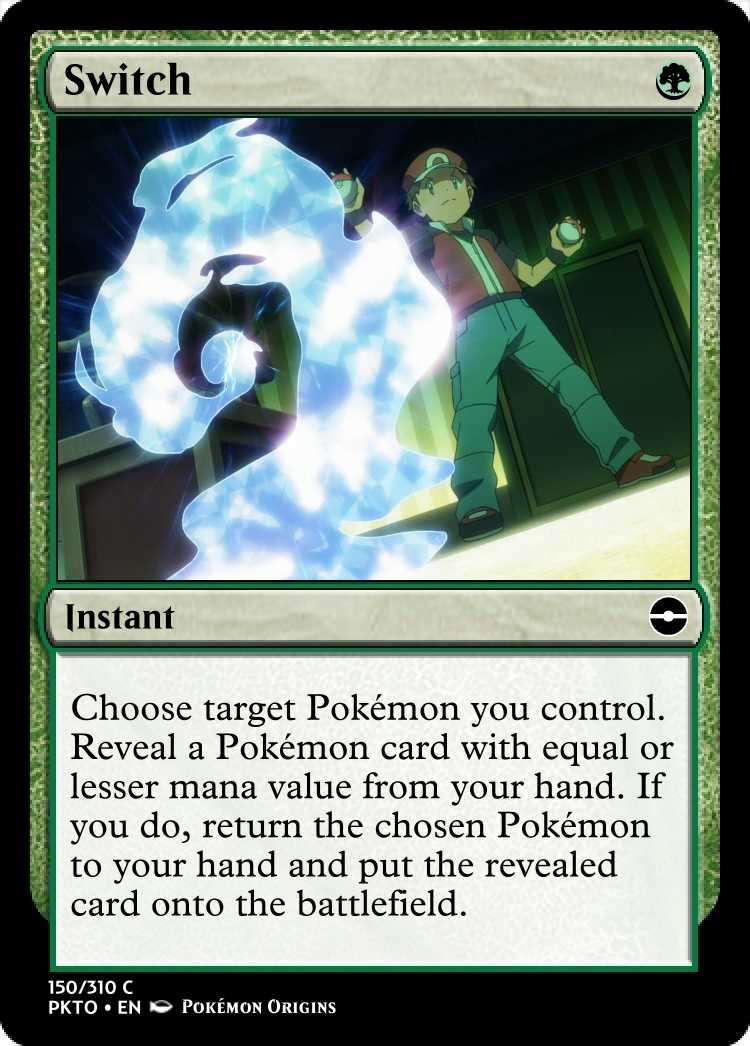 Switch
Instant
Choose target Pokémon you control.
Reveal a Pokémon card with equal or
lesser mana value from your hand. If
you do, return the chosen Pokémon
to your hand and put the revealed
card onto the battlefield.
150/310 C
PKTO • EN Pokémon Origins